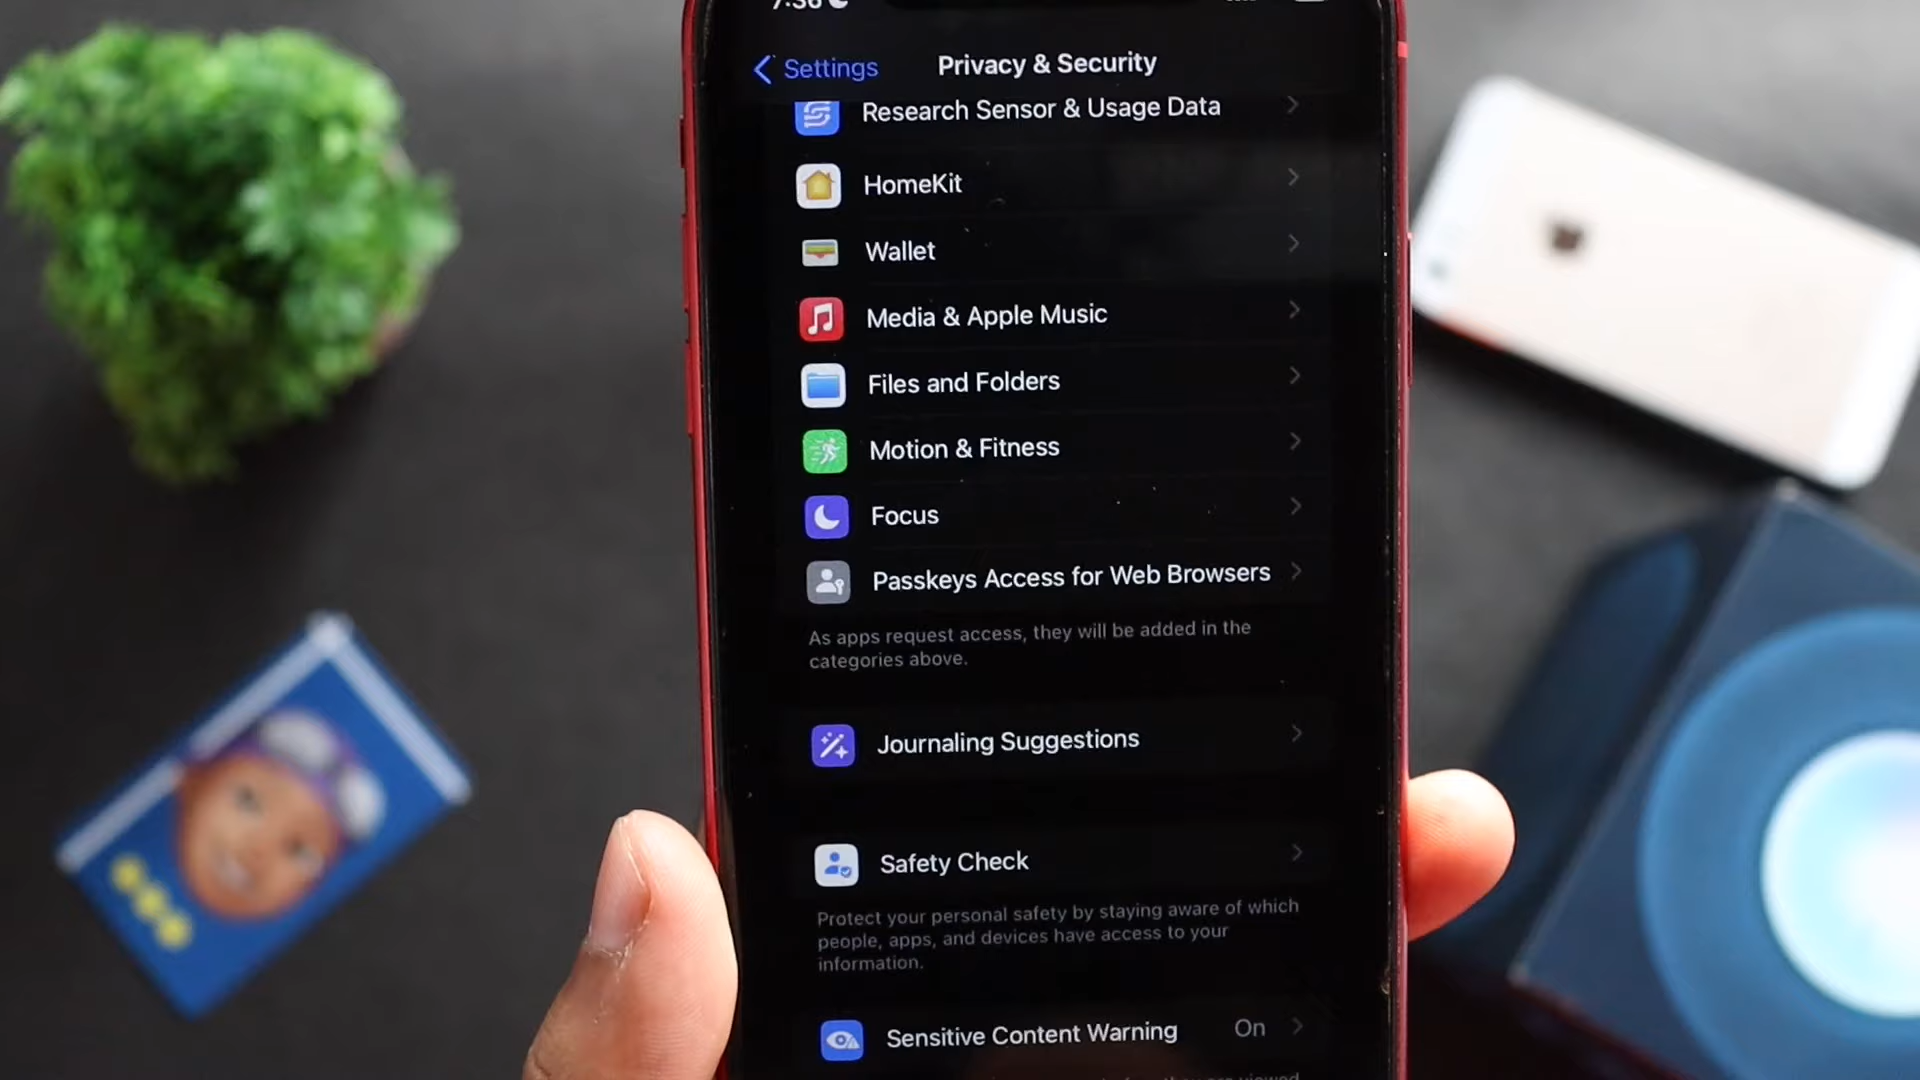 7:36
Settings
Privacy & Security
Research Sensor & Usage Data
HomeKit
Wallet
Media & Apple Music
Files and Folders
Motion & Fitness
Focus
Passkeys Access for Web Browsers
As apps request access, they will be added in the
categories above.
Journaling Suggestions
Safety Check
Protect your personal safety by staying aware of which
people, apps, and devices have access to your
information.
Sensitive Content Warning On